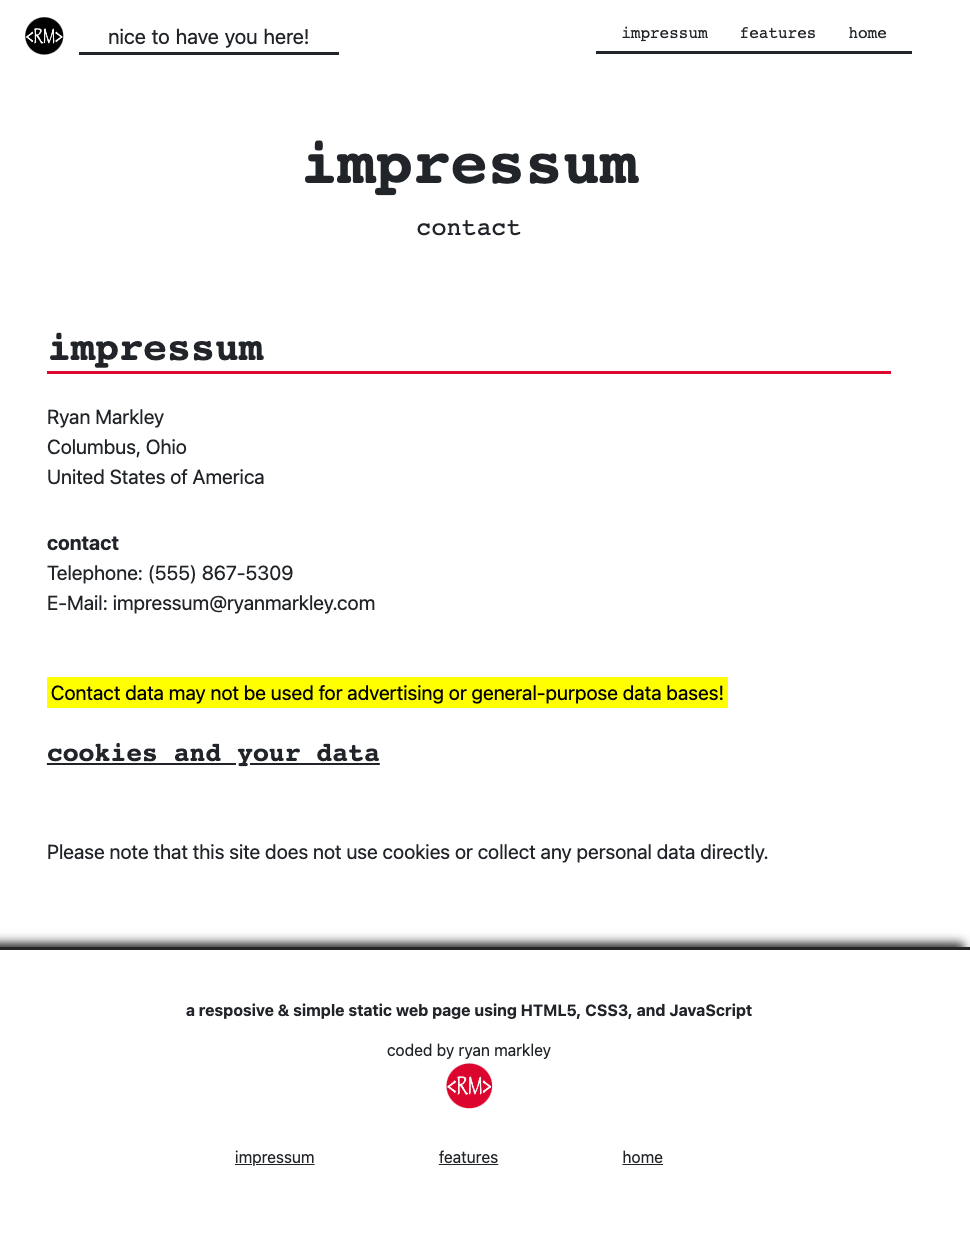 <RM>
nice to have you here!
impressum features home
impressum
contact
impressum
Ryan Markley
Columbus, Ohio
United States of America
contact
Telephone: (555) 867-5309
E-Mail: impressum@ryanmarkley.com
Contact data may not be used for advertising or general-purpose data bases!
cookies and your data
Please note that this site does not use cookies or collect any personal data directly.
a resposive & simple static web page using HTML5, CSS3, and JavaScript
coded by ryan markley
<RM>
impressum features home